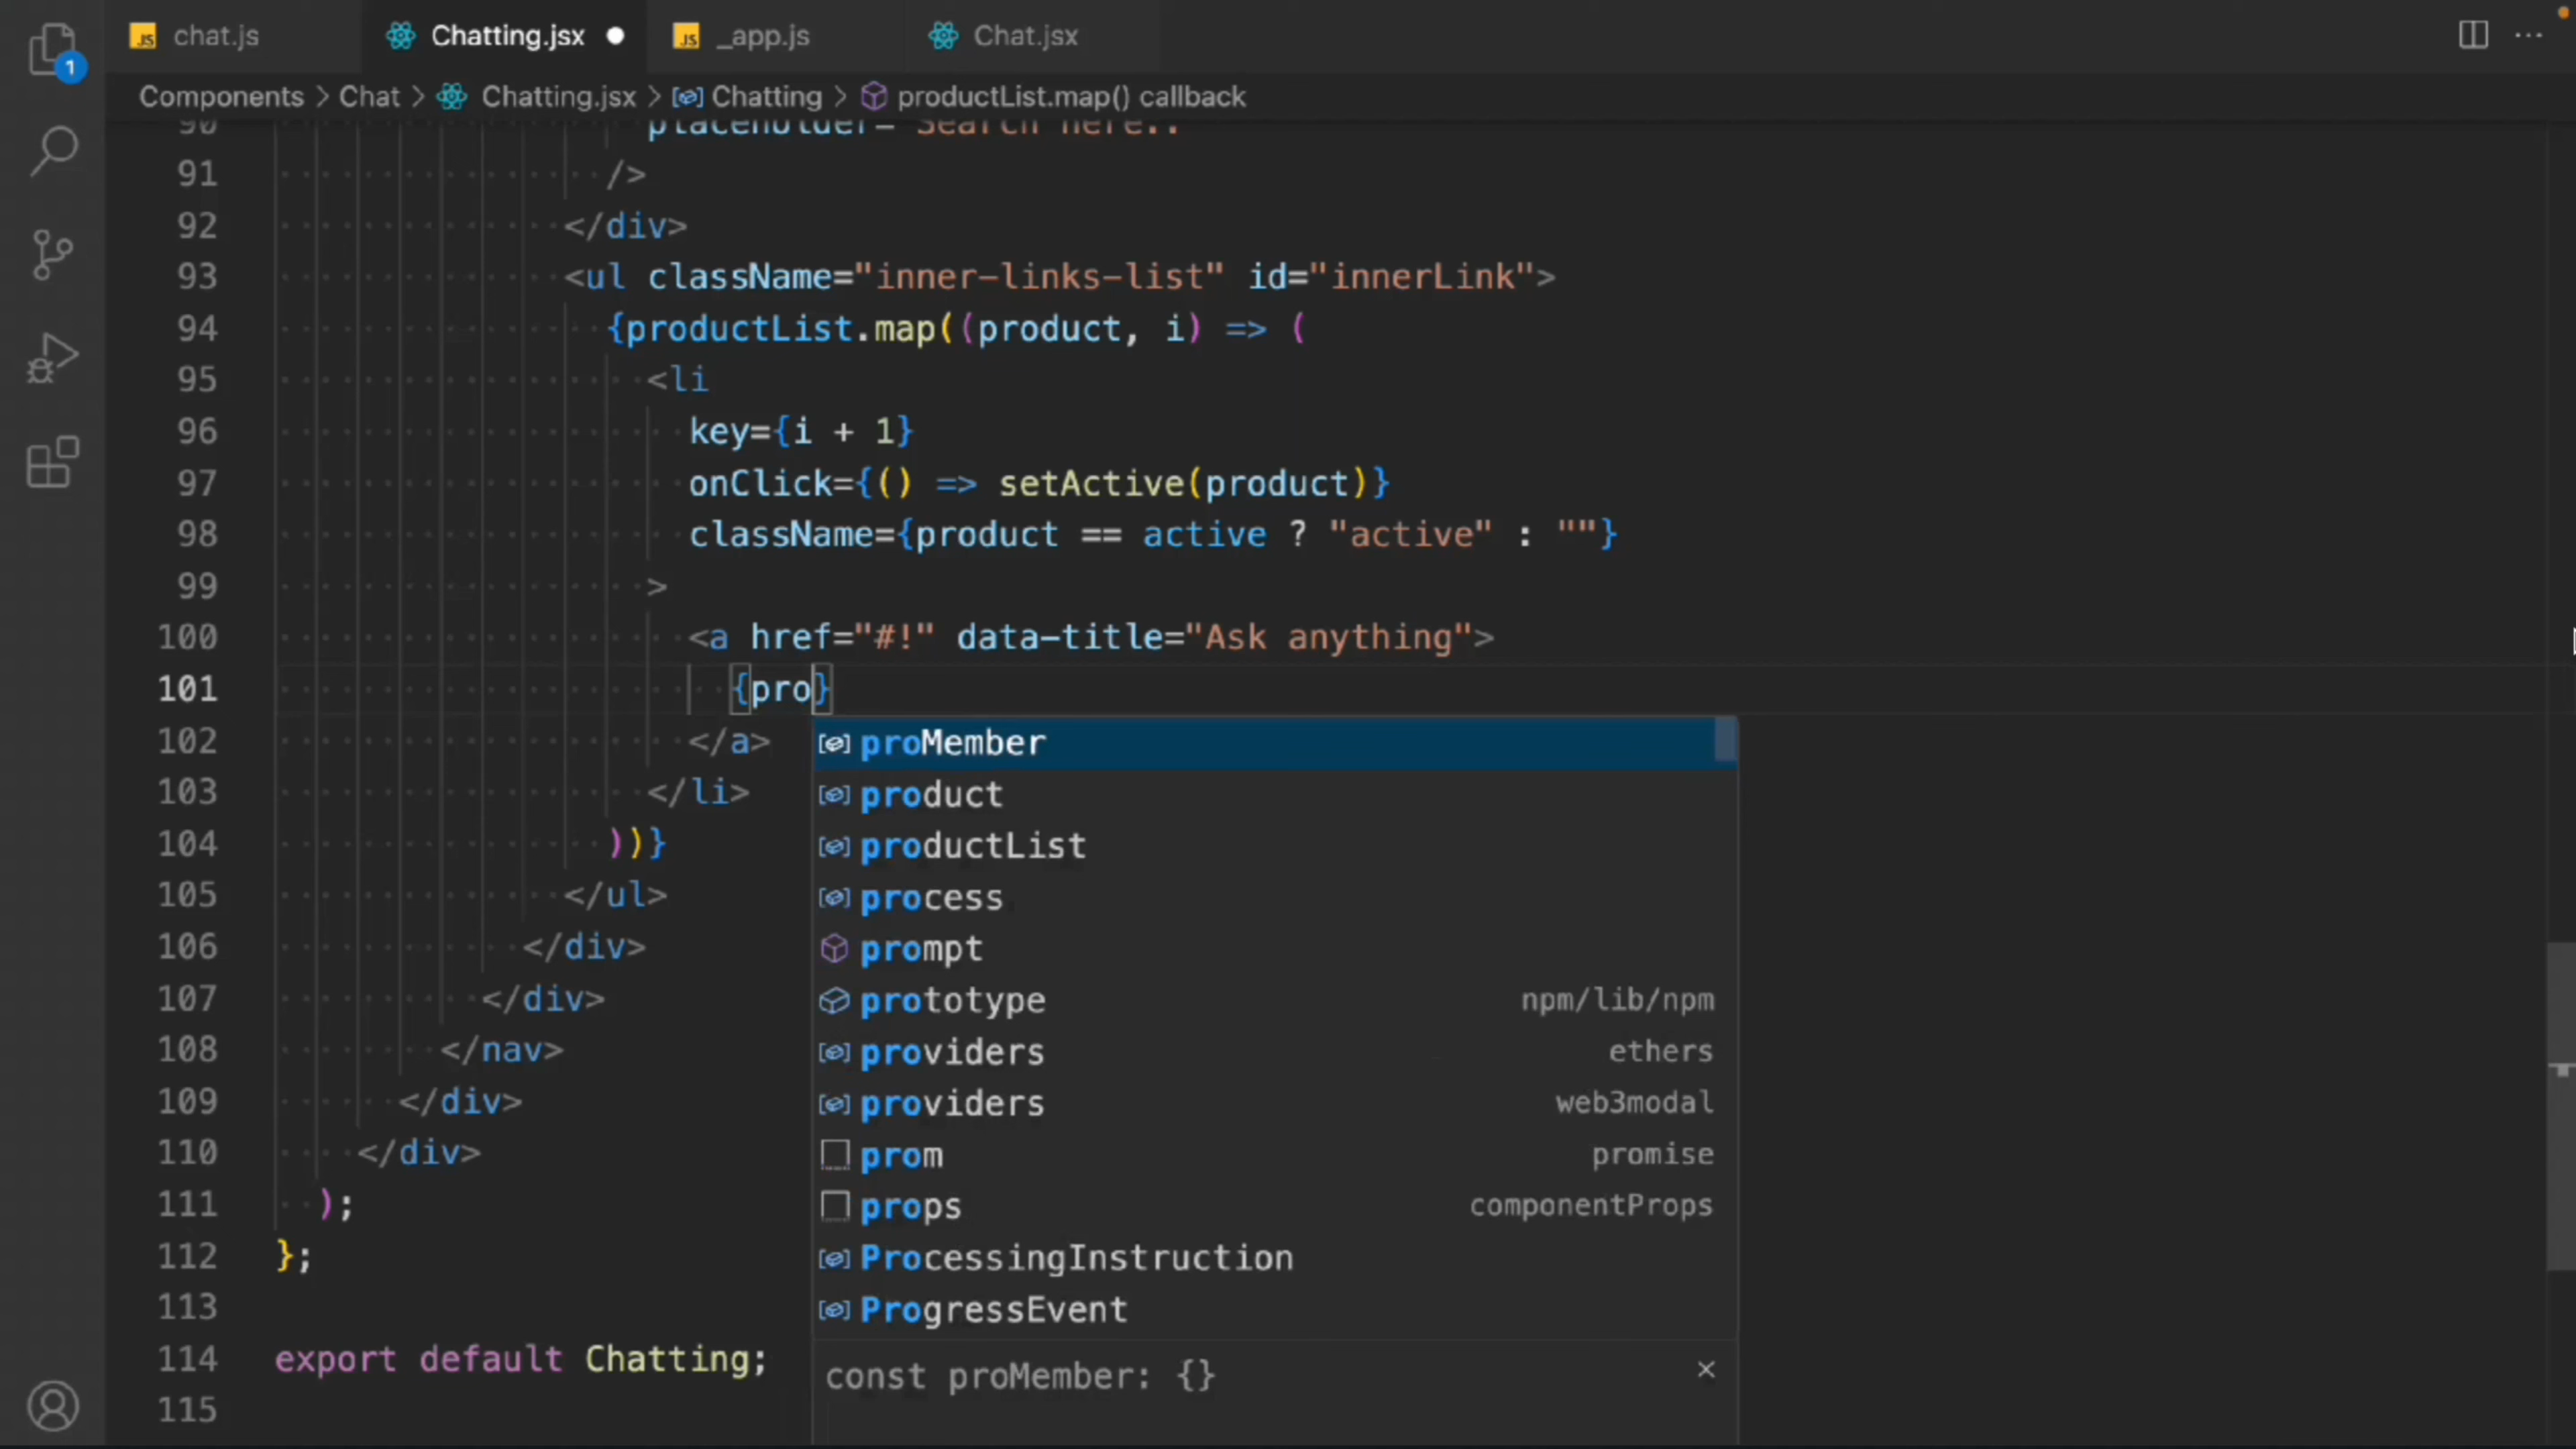 chat.js
Chatting.jsx
_app.js
Chat.jsx
1
Components > Chat > Chatting.jsx > Chatting > productList.map() callback
90 placeholder="Search here..
91 />
92 </div>
93 <ul className="inner-links-list" id="innerLink">
94 {productList.map((product, i) => (
95 <li
96 key={i + 1}
97 onClick={() => setActive(product)}
98 className={product == active ? "active" : ""}
99 >
100 <a href="#!" data-title="Ask anything">
101 {pro}
102 </a>
103 </li>
104 ))}
105 </ul>
106 </div>
107 </div>
108 </nav>
109 </div>
110 </div>
111 );
112 };
113
114 export default Chatting;
115
proMember
product
productList
process
prompt
prototype npm/lib/npm
providers ethers
providers web3modal
prom promise
props componentProps
ProcessingInstruction
ProgressEvent
const proMember: {}